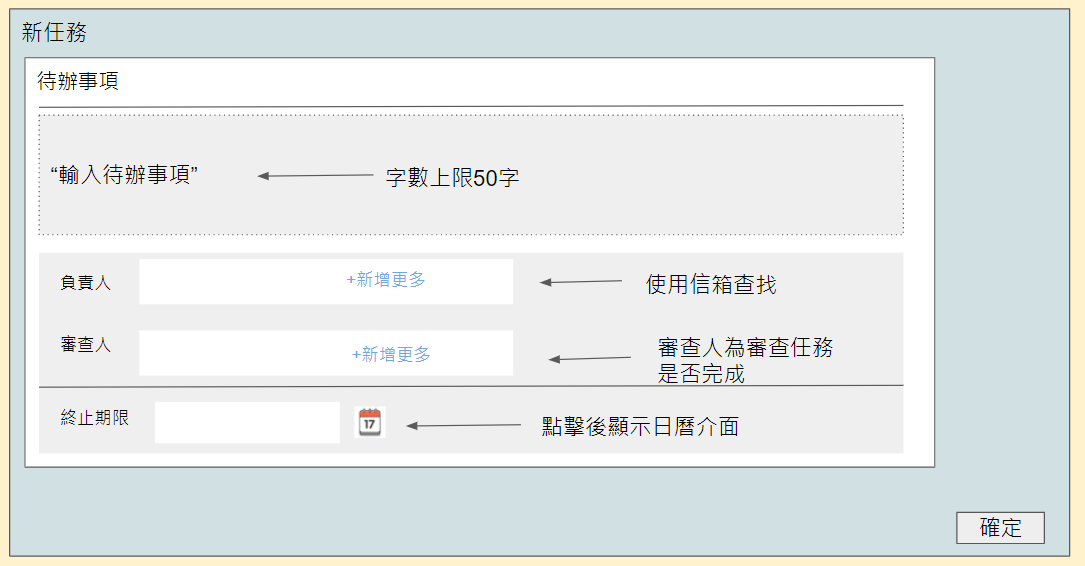 新任務
待辦事項
“輸入待辦事項”
字數上限50字
負責人
+新增更多
使用信箱查找
審查人
+新增更多
審查人為審查任務
是否完成
終止期限
17
點擊後顯示日曆介面
確定